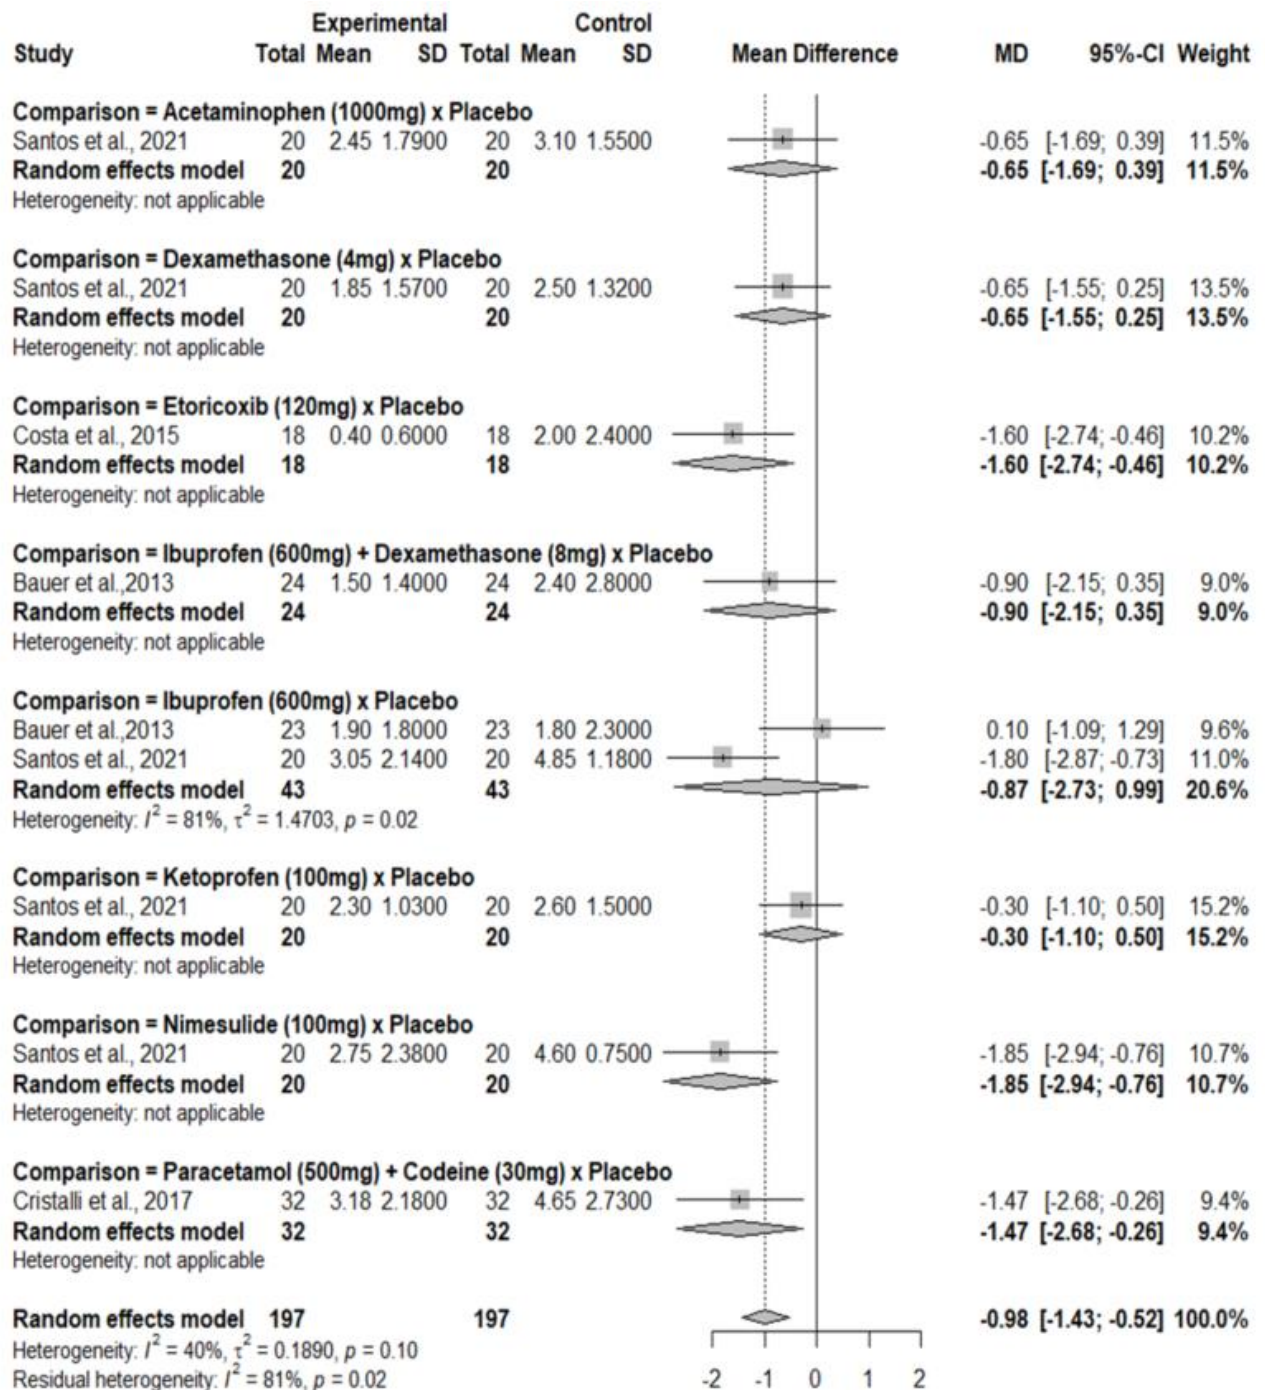 Experimental Control
Study Total Mean SD Total Mean SD Mean Difference MD 95%-CI Weight
Comparison = Acetaminophen (1000mg) x Placebo
Santos et al., 2021 20 2.45 1.7900 20 3.10 1.5500 -0.65 [-1.69; 0.39] 11.5%
Random effects model 20 20 -0.65 [-1.69; 0.39] 11.5%
Heterogeneity: not applicable
Comparison = Dexamethasone (4mg) x Placebo
Santos et al., 2021 20 1.85 1.5700 20 2.50 1.3200 -0.65 [-1.55; 0.25] 13.5%
Random effects model 20 20 -0.65 [-1.55; 0.25] 13.5%
Heterogeneity: not applicable
Comparison = Etoricoxib (120mg) x Placebo
Costa et al., 2015 18 0.40 0.6000 18 2.00 2.4000 -1.60 [-2.74; -0.46] 10.2%
Random effects model 18 18 -1.60 [-2.74; -0.46] 10.2%
Heterogeneity: not applicable
Comparison = Ibuprofen (600mg) + Dexamethasone (8mg) x Placebo
Bauer et al.,2013 24 1.50 1.4000 24 2.40 2.8000 -0.90 [-2.15; 0.35] 9.0%
Random effects model 24 24 -0.90 [-2.15; 0.35] 9.0%
Heterogeneity: not applicable
Comparison = Ibuprofen (600mg) x Placebo
Bauer et al.,2013 23 1.90 1.8000 23 1.80 2.3000 0.10 [-1.09; 1.29] 9.6%
Santos et al., 2021 20 3.05 2.1400 20 4.85 1.1800 -1.80 [-2.87; -0.73] 11.0%
Random effects model 43 43 -0.87 [-2.73; 0.99] 20.6%
Heterogeneity: I² = 81%, τ² = 1.4703, p = 0.02
Comparison = Ketoprofen (100mg) x Placebo
Santos et al., 2021 20 2.30 1.0300 20 2.60 1.5000 -0.30 [-1.10; 0.50] 15.2%
Random effects model 20 20 -0.30 [-1.10; 0.50] 15.2%
Heterogeneity: not applicable
Comparison = Nimesulide (100mg) x Placebo
Santos et al., 2021 20 2.75 2.3800 20 4.60 0.7500 -1.85 [-2.94; -0.76] 10.7%
Random effects model 20 20 -1.85 [-2.94; -0.76] 10.7%
Heterogeneity: not applicable
Comparison = Paracetamol (500mg) + Codeine (30mg) x Placebo
Cristalli et al., 2017 32 3.18 2.1800 32 4.65 2.7300 -1.47 [-2.68; -0.26] 9.4%
Random effects model 32 32 -1.47 [-2.68; -0.26] 9.4%
Heterogeneity: not applicable
Random effects model 197 197 -0.98 [-1.43; -0.52] 100.0%
Heterogeneity: I² = 40%, τ² = 0.1890, p = 0.10
Residual heterogeneity: I² = 81%, p = 0.02 -2 -1 0 1 2